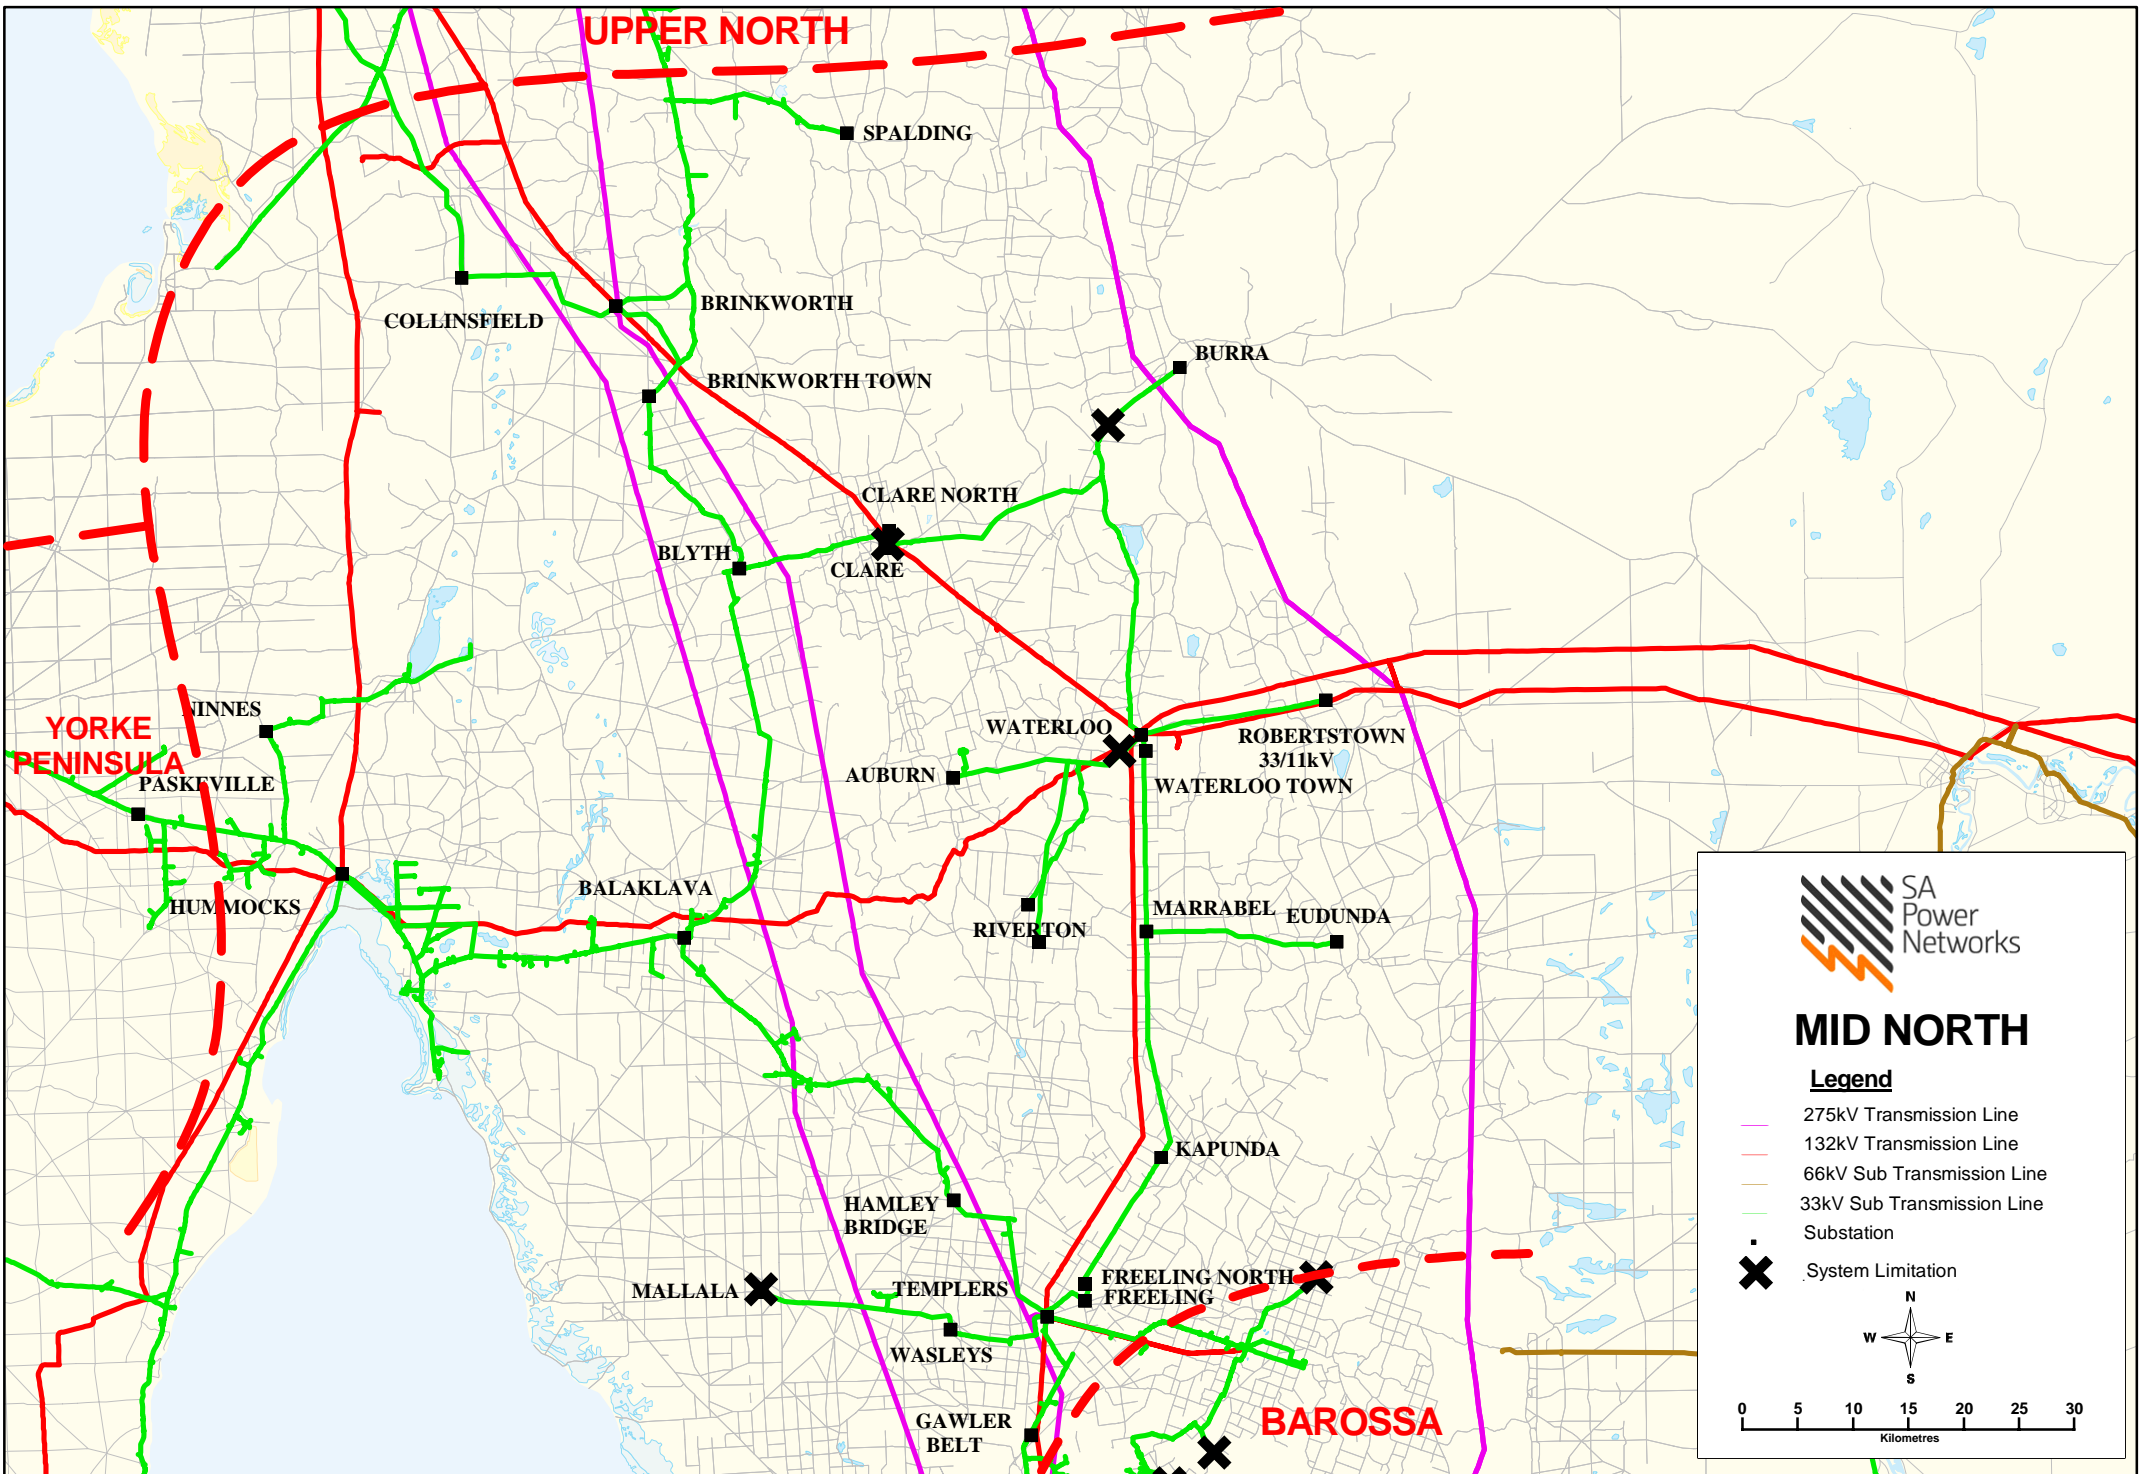 UPPER NORTH
SPALDING
BRINKWORTH
COLLINSFIELD
BURRA
BRINKWORTH TOWN
CLARE NORTH
BLYTH
CLARE
NINNES
YORKE
PENINSULA
PASKEVILLE
WATERLOO
ROBERTSTOWN
33/11kV
AUBURN
WATERLOO TOWN
BALAKLAVA
HUMMOCKS
MARRABEL
EUDUNDA
RIVERTON
KAPUNDA
HAMLEY
BRIDGE
MALLALA
TEMPLERS
FREELING NORTH
FREELING
WASLEYS
GAWLER
BELT
BAROSSA
SA
Power
Networks
MID NORTH
Legend
275kV Transmission Line
132kV Transmission Line
66kV Sub Transmission Line
33kV Sub Transmission Line
Substation
System Limitation
N
W E
S
0 5 10 15 20 25 30
Kilometres